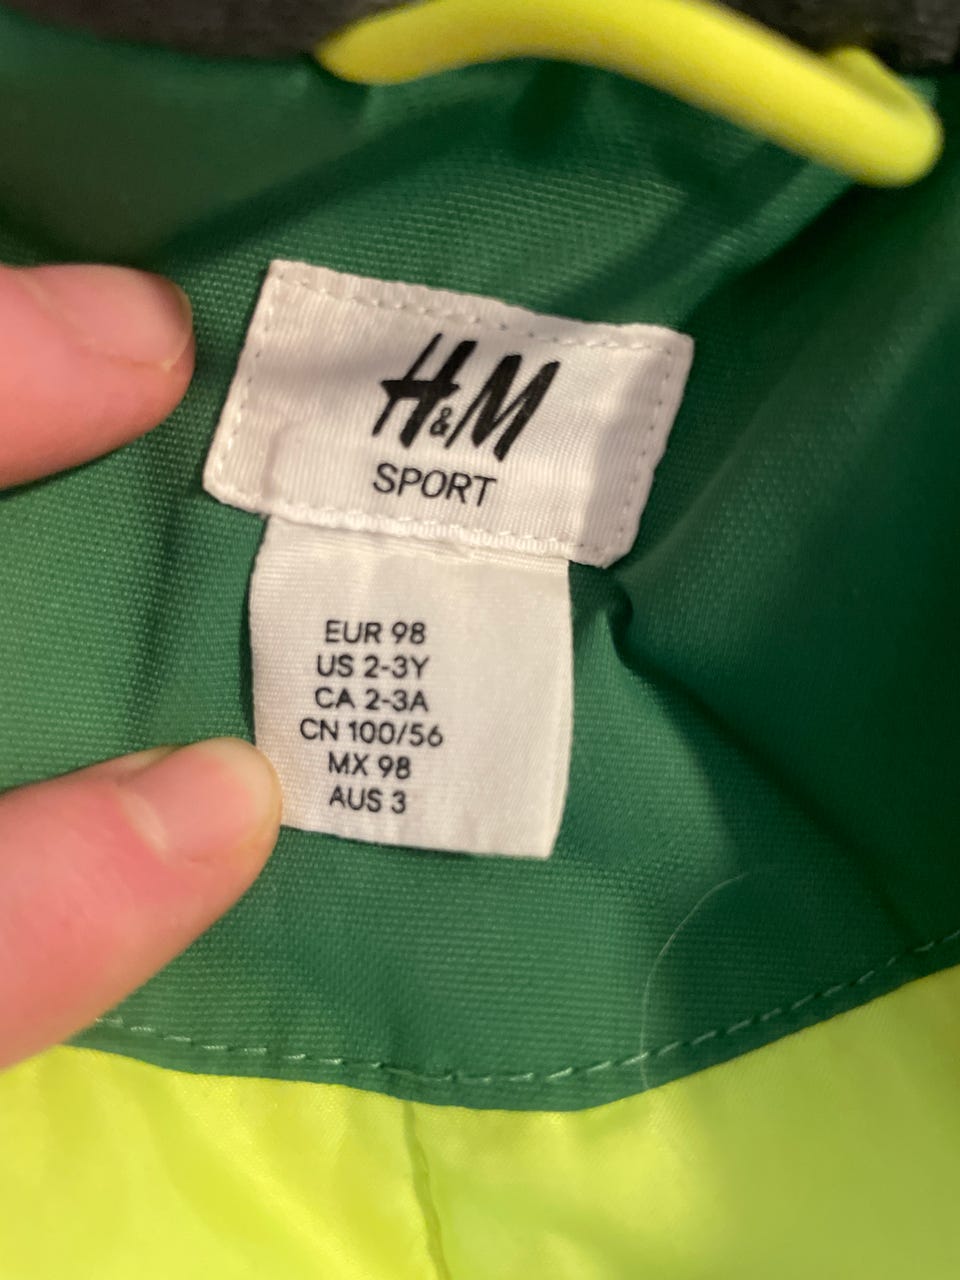 H&M
SPORT
EUR 98
US 2-3Y
CA 2-3A
CN 100/56
MX 98
AUS 3